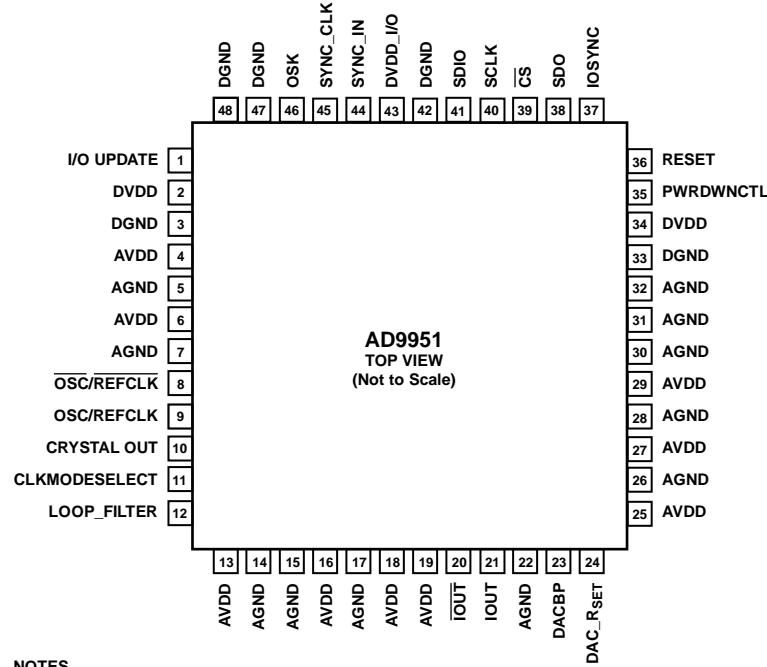 DGND
DGND
OSK
SYNC_CLK
SYNC_IN
DVDD_I/O
DGND
SDIO
SCLK
CS
SDO
IOSYNC
48 47 46 45 44 43 42 41 40 39 38 37
I/O UPDATE 1
DVDD 2
DGND 3
AVDD 4
AGND 5
AVDD 6
AGND 7
OSC/REFCLK 8
OSC/REFCLK 9
CRYSTAL OUT 10
CLKMODESELECT 11
LOOP_FILTER 12
AD9951
TOP VIEW
(Not to Scale)
36 RESET
35 PWRDWNCTL
34 DVDD
33 DGND
32 AGND
31 AGND
30 AGND
29 AVDD
28 AGND
27 AVDD
26 AGND
25 AVDD
13 14 15 16 17 18 19 20 21 22 23 24
AVDD
AGND
AGND
AVDD
AGND
AVDD
AVDD
IOUT
IOUT
AGND
DACBP
DAC_RSET
NOTES